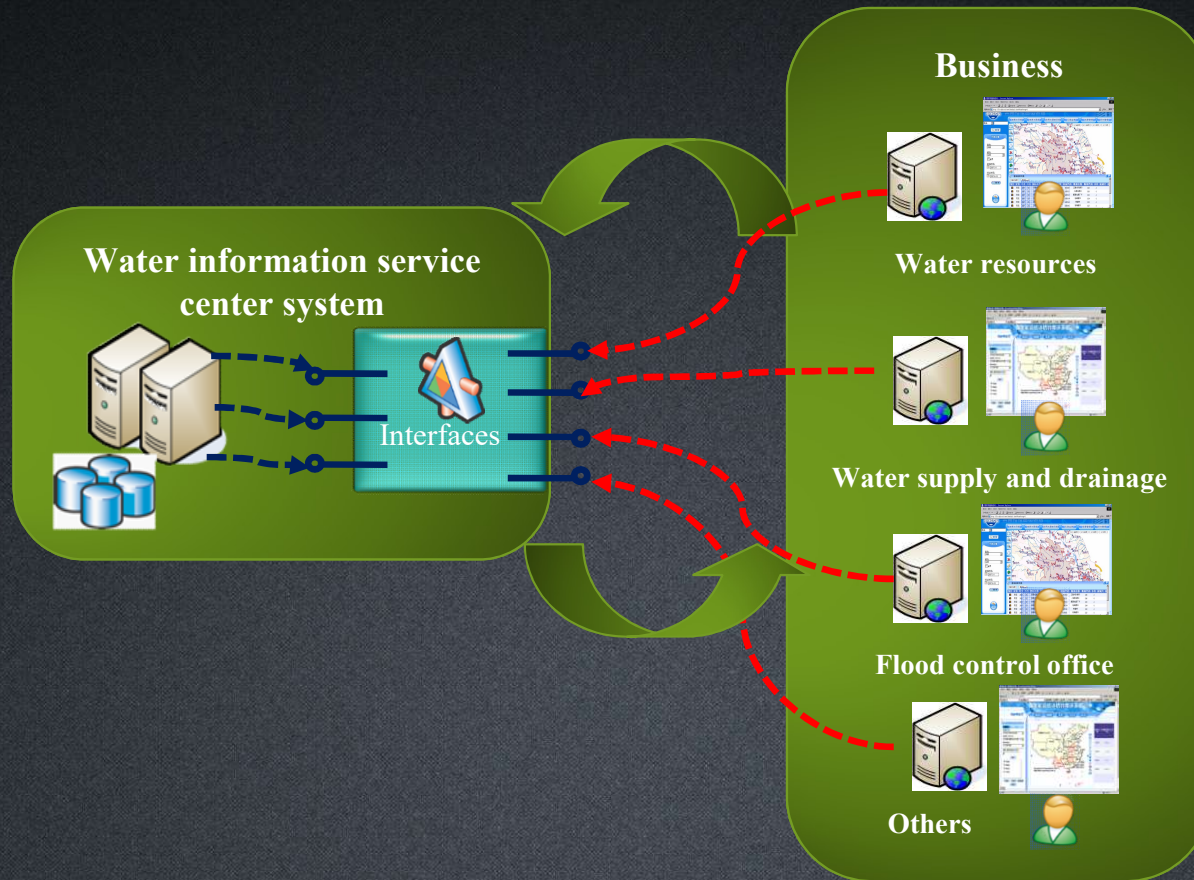 Business
Water resources
Water information service
center system
Interfaces
Water supply and drainage
Flood control office
Others